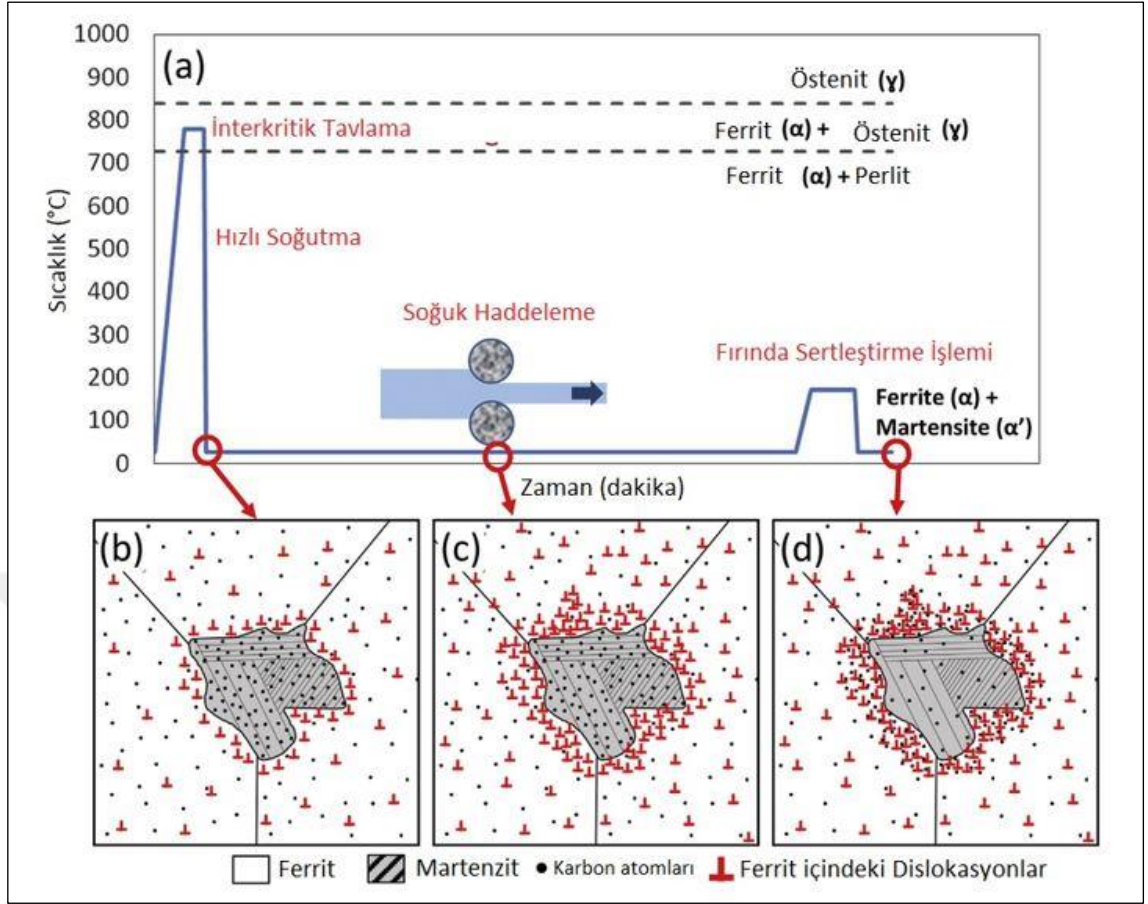 1000
900
800
700
600
500
400
300
200
100
0
Sıcaklık (°C)
(a)
Östenit (ɣ)
İnterkritik Tavlama
Ferrit (α) + Östenit (ɣ)
Ferrit (α) + Perlit
Hızlı Soğutma
Soğuk Haddeleme
Fırında Sertleştirme İşlemi
Ferrite (α) +
Martensite (α')
Zaman (dakika)
(b)
(c)
(d)
Ferrit
Martenzit
Karbon atomları
Ferrit içindeki Dislokasyonlar